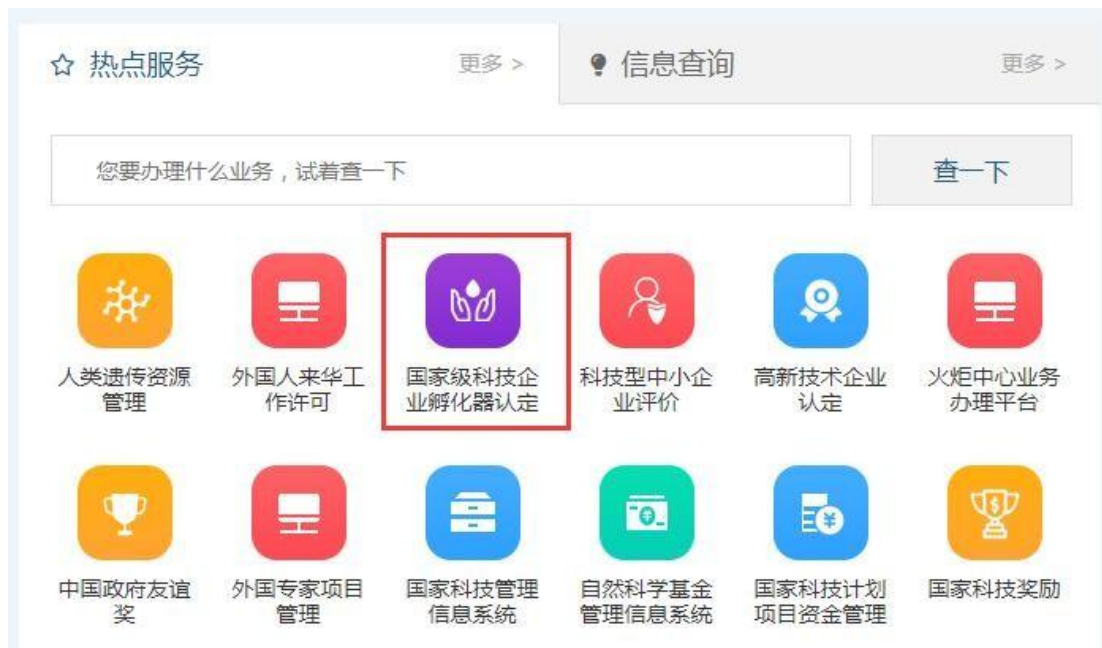 热点服务 更多 > 信息查询 更多 >
您要办理什么业务，试着查一下 查一下
人类遗传资源 外国人来华工 国家级科技企 科技型中小企 高新技术企业 火炬中心业务
管理 作许可 业孵化器认定 业评价 认定 办理平台
中国政府友谊 外国专家项目 国家科技管理 自然科学基金 国家科技计划 国家科技奖励
奖 管理 信息系统 管理信息系统 项目资金管理